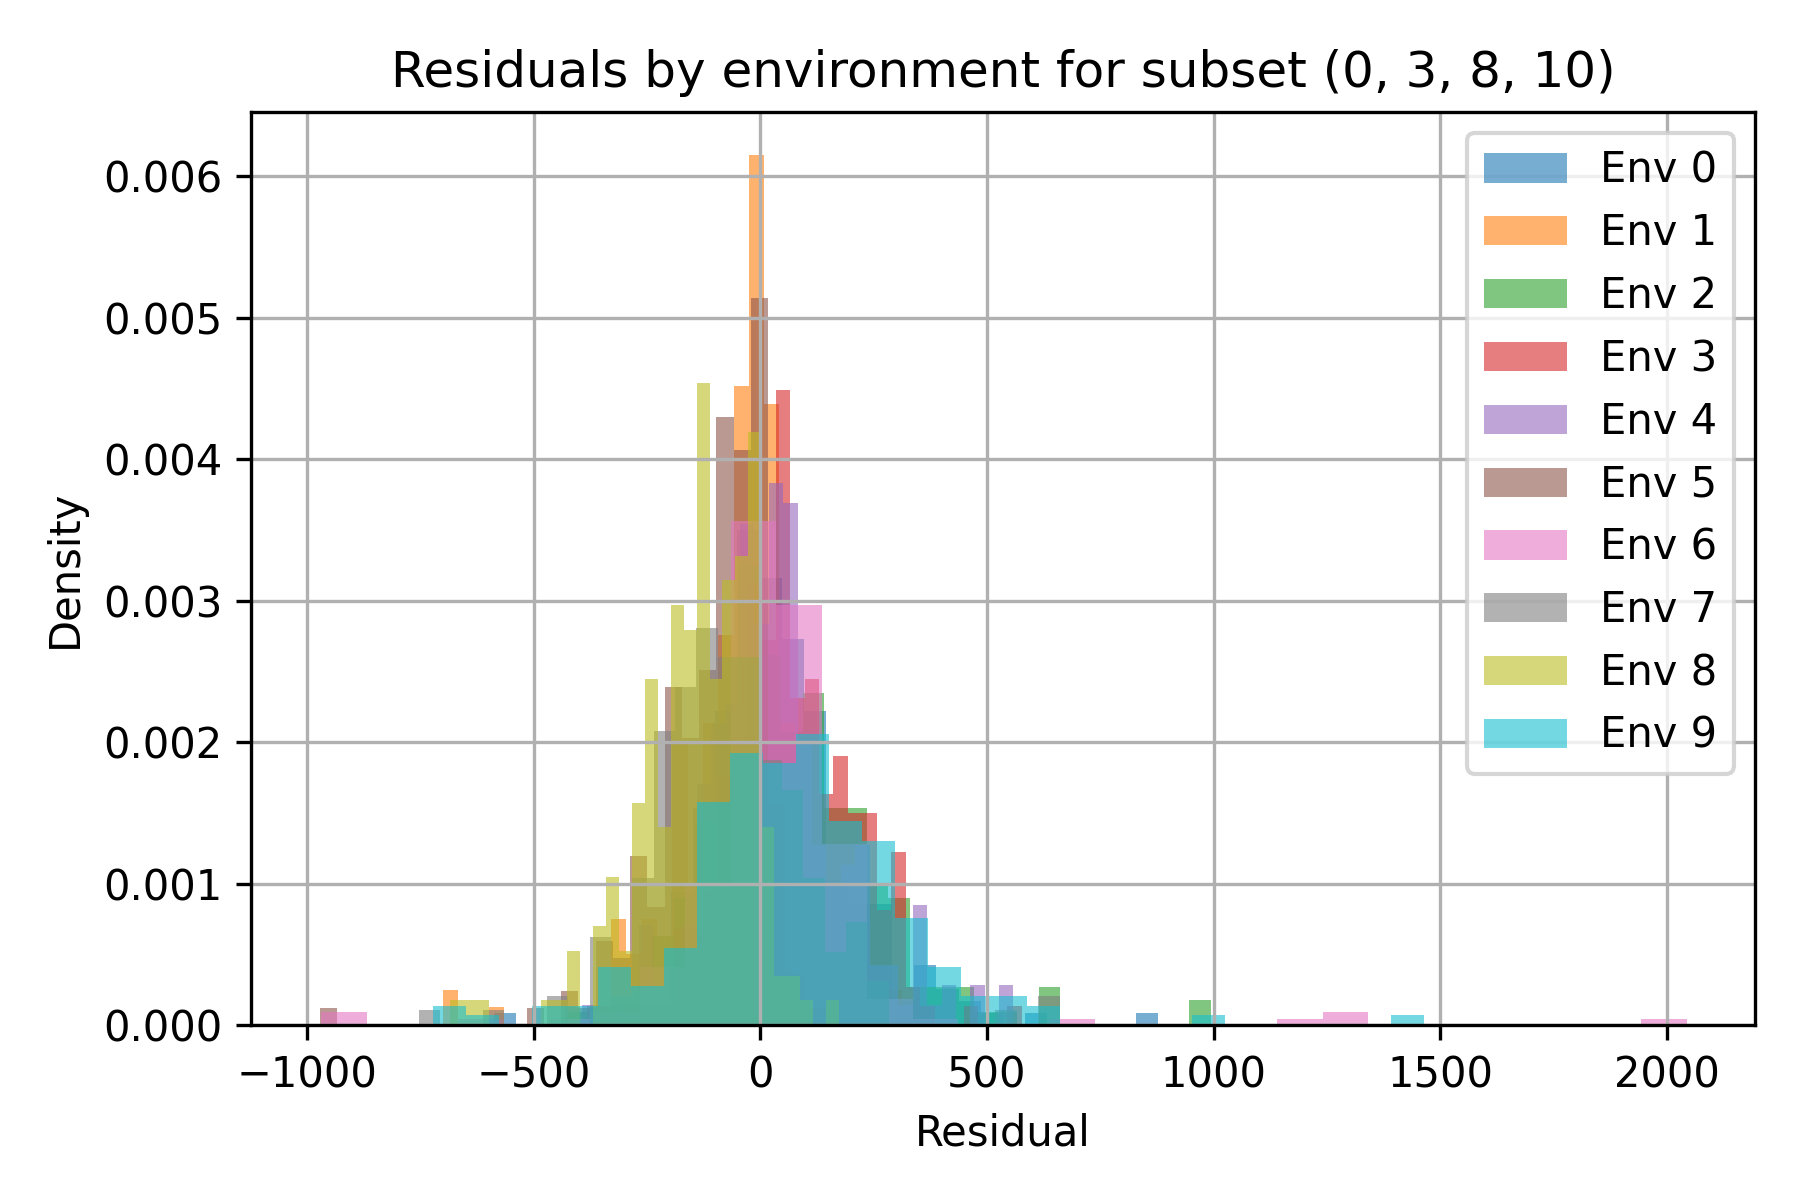 Residuals by environment for subset (0, 3, 8, 10)
Density
0.006
0.005
0.004
0.003
0.002
0.001
0.000
−1000
−500
0
500
1000
1500
2000
Residual
Env 0
Env 1
Env 2
Env 3
Env 4
Env 5
Env 6
Env 7
Env 8
Env 9